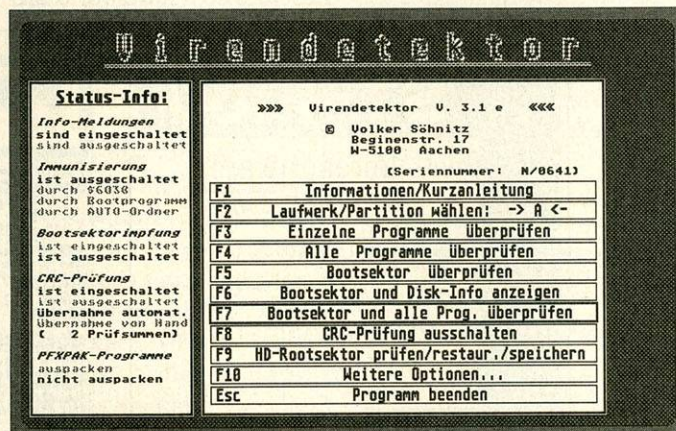 Virendetektor
Status-Info:
Info-Meldungen
sind eingeschaltet
sind ausgeschaltet
Immunisierung
ist ausgeschaltet
durch $6038
durch Bootprogramm
durch AUTO-Ordner
Bootsektorimpfung
ist eingeschaltet
ist ausgeschaltet
CRC-Prüfung
ist eingeschaltet
ist ausgeschaltet
übernahme automat.
übernahme von Hand
( 2 Prüfsummen)
PFXPAK-Programme
auspacken
nicht auspacken
>>> Virendetektor V. 3.1 e <<<
© Volker Söhnitz
Beginenstr. 17
W-5100 Aachen
(Seriennummer: N/0641)
F1 Informationen/Kurzanleitung
F2 Laufwerk/Partition wählen: -> A <-
F3 Einzelne Programme überprüfen
F4 Alle Programme überprüfen
F5 Bootsektor überprüfen
F6 Bootsektor und Disk-Info anzeigen
F7 Bootsektor und alle Prog. überprüfen
F8 CRC-Prüfung ausschalten
F9 HD-Rootsektor prüfen/restaur./speichern
F10 Weitere Optionen...
Esc Programm beenden